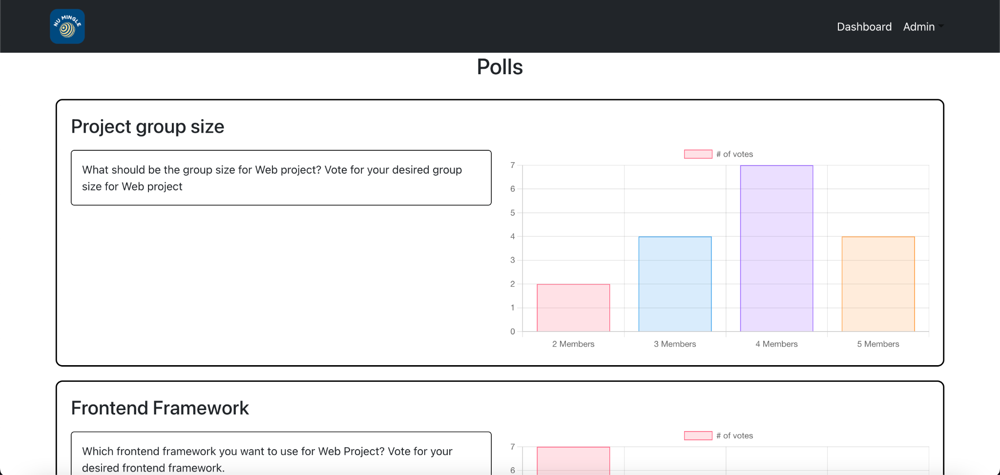 NU MINGLE
Dashboard Admin
Polls
Project group size
What should be the group size for Web project? Vote for your desired group
size for Web project
# of votes
7
6
5
4
3
2
1
0
2 Members 3 Members 4 Members 5 Members
Frontend Framework
Which frontend framework you want to use for Web Project? Vote for your
desired frontend framework.
# of votes
7
6